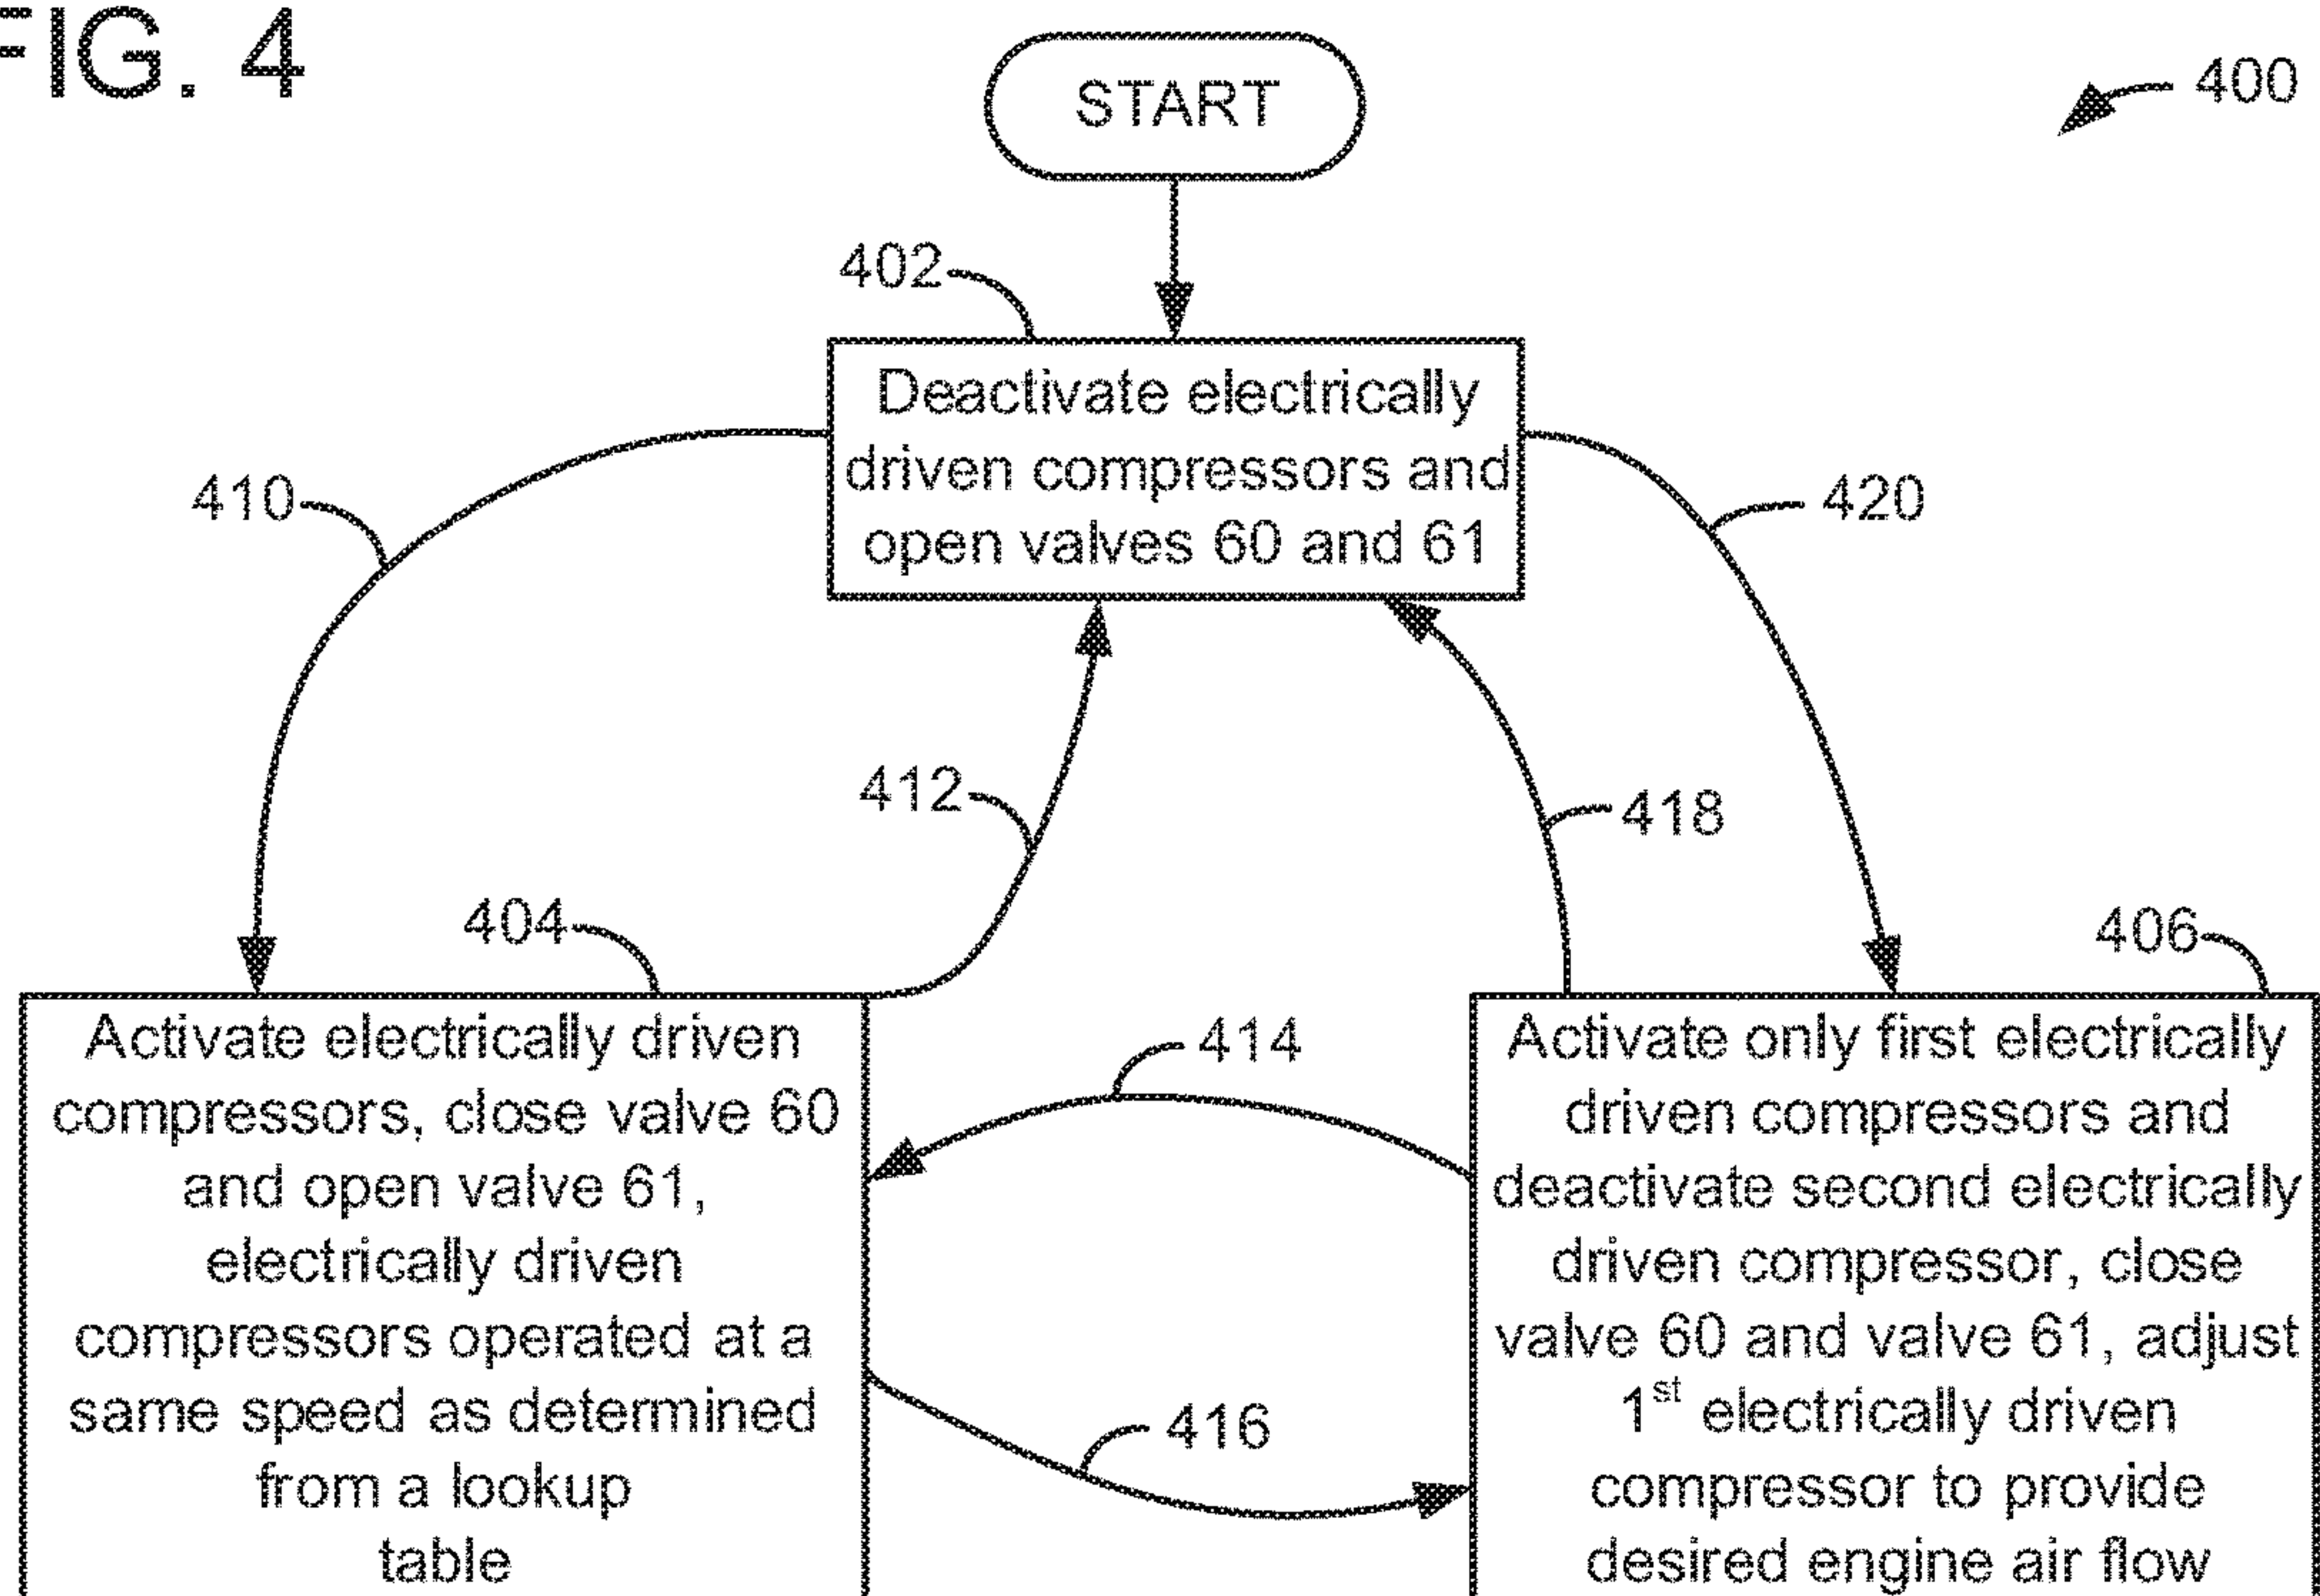 FIG. 4
START
400
402
Deactivate electrically
driven compressors and
open valves 60 and 61
410
420
412
418
404
406
Activate electrically driven
compressors, close valve 60
and open valve 61,
electrically driven
compressors operated at a
same speed as determined
from a lookup
table
414
416
Activate only first electrically
driven compressors and
deactivate second electrically
driven compressor, close
valve 60 and valve 61, adjust
1st electrically driven
compressor to provide
desired engine air flow